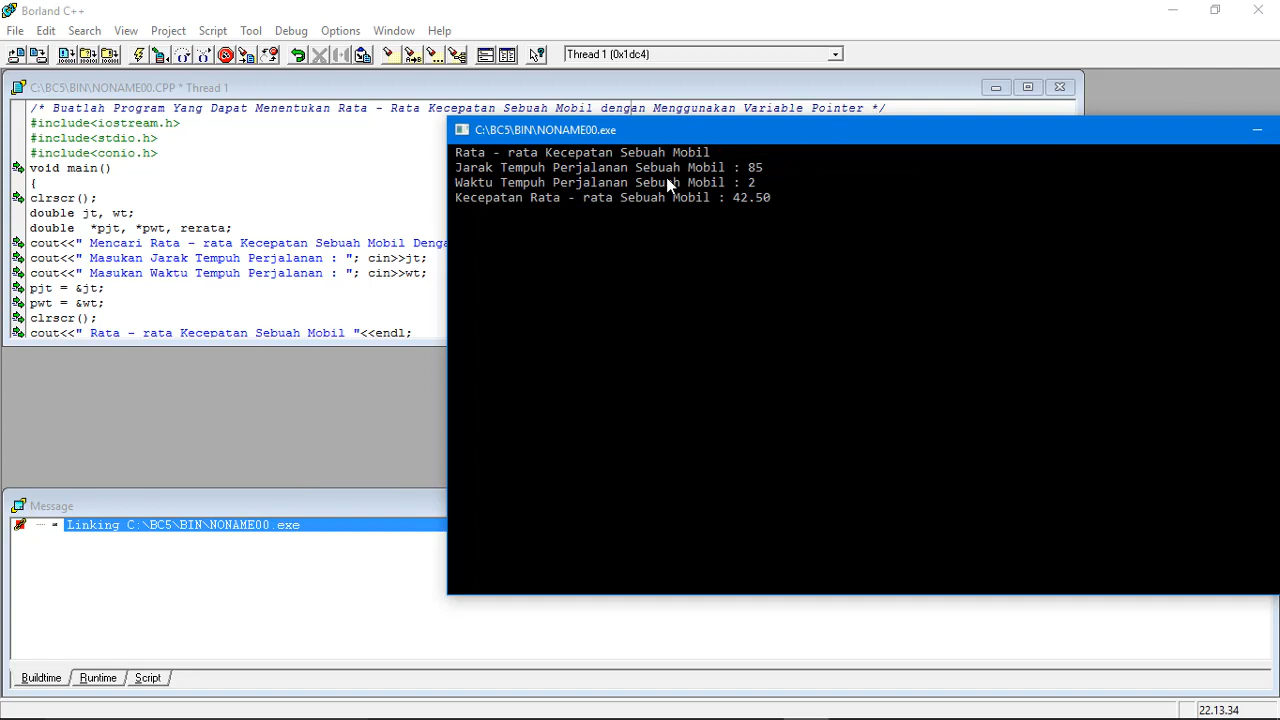 Borland C++
File Edit Search View Project Script Tool Debug Options Window Help
Thread 1 (0x1dc4)
C:\BC5\BIN\NONAME00.CPP * Thread 1
/* Buatlah Program Yang Dapat Menentukan Rata - Rata Kecepatan Sebuah Mobil dengan Menggunakan Variable Pointer */
#include<iostream.h>
#include<stdio.h>
#include<conio.h>
void main()
{
clrscr();
double jt, wt;
double  *pjt, *pwt, rerata;
cout<<" Mencari Rata - rata Kecepatan Sebuah Mobil Denga
cout<<" Masukan Jarak Tempuh Perjalanan : "; cin>>jt;
cout<<" Masukan Waktu Tempuh Perjalanan : "; cin>>wt;
pjt = &jt;
pwt = &wt;
clrscr();
cout<<" Rata - rata Kecepatan Sebuah Mobil "<<endl;
C:\BC5\BIN\NONAME00.exe
Rata - rata Kecepatan Sebuah Mobil
Jarak Tempuh Perjalanan Sebuah Mobil : 85
Waktu Tempuh Perjalanan Sebuah Mobil : 2
Kecepatan Rata - rata Sebuah Mobil : 42.50
Message
Linking C:\BC5\BIN\NONAME00.exe
Buildtime Runtime Script
22.13.34